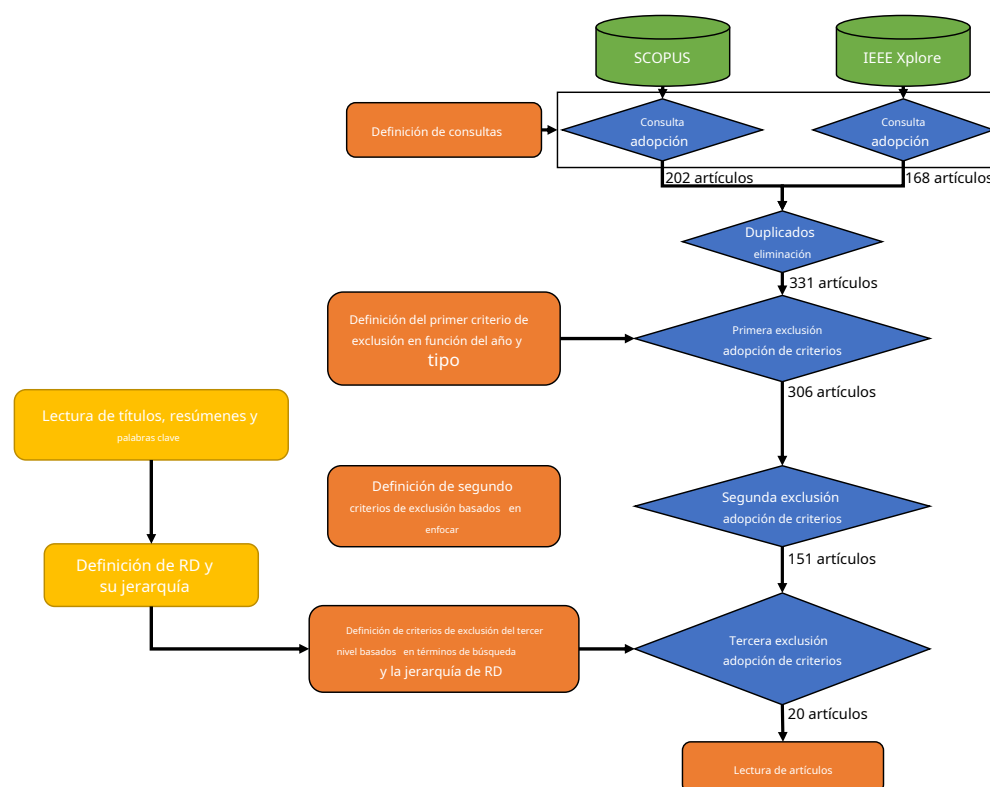 SCOPUS
IEEE Xplore
Definición de consultas
Consulta
adopción
Consulta
adopción
202 artículos
168 artículos
Duplicados
eliminación
331 artículos
Definición del primer criterio de
exclusión en función del año y
tipo
Primera exclusión
adopción de criterios
306 artículos
Lectura de títulos, resúmenes y
palabras clave
Definición de segundo
criterios de exclusión basados en
enfocar
Segunda exclusión
adopción de criterios
151 artículos
Definición de RD y
su jerarquía
Definición de criterios de exclusión del tercer
nivel basados en términos de búsqueda
y la jerarquía de RD
Tercera exclusión
adopción de criterios
20 artículos
Lectura de artículos